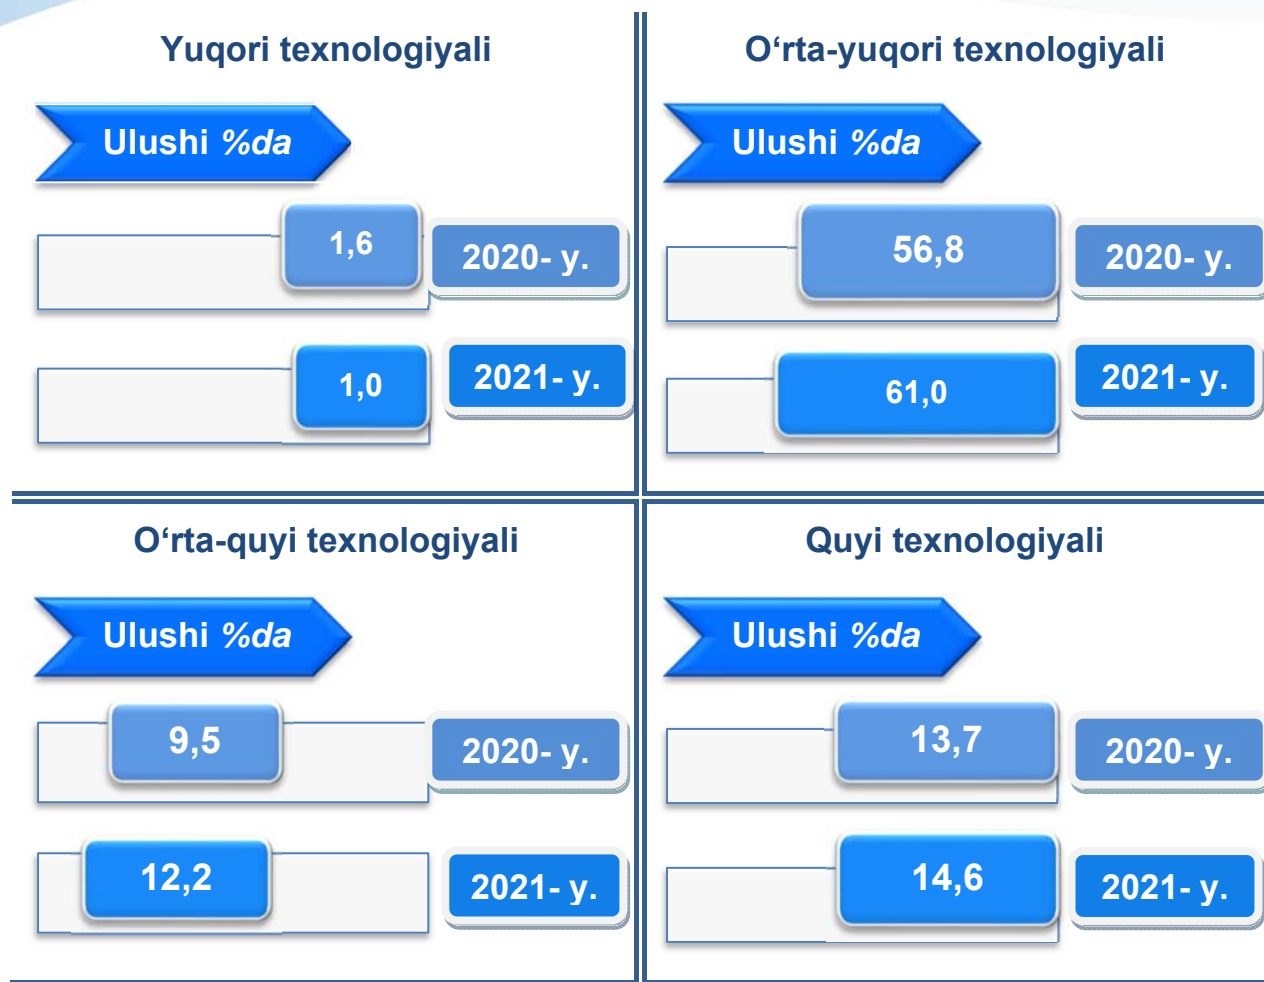 Yuqori texnologiyali
Ulushi %da
1,6
2020- y.
1,0
2021- y.
O‘rta-yuqori texnologiyali
Ulushi %da
56,8
2020- y.
61,0
2021- y.
O‘rta-quyi texnologiyali
Ulushi %da
9,5
2020- y.
12,2
2021- y.
Quyi texnologiyali
Ulushi %da
13,7
2020- y.
14,6
2021- y.